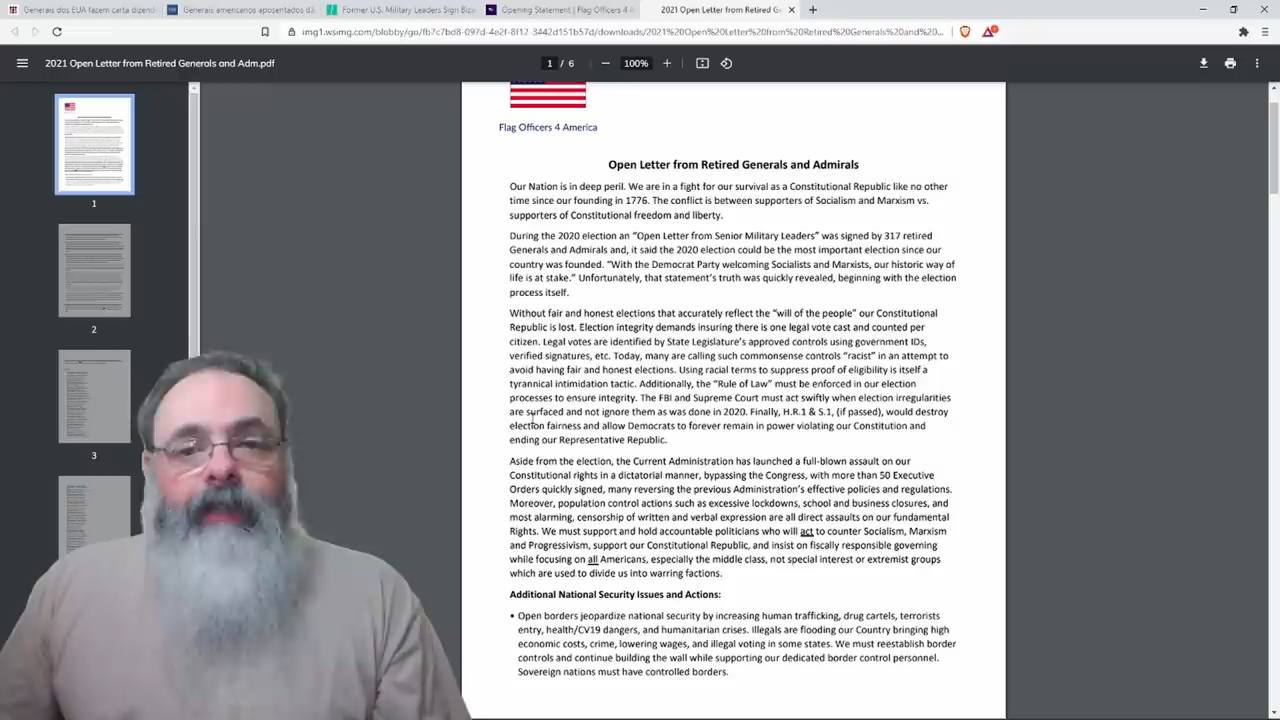 Generais dos EUA fazem carta dizend
Generais americanos aposentados dã
Former U.S. Military Leaders Sign Biza
Opening Statement | Flag Officers 4 A
2021 Open Letter from Retired G
img1.wsimg.com/blobby/go/fb7c7bd8-097d-4e2f-8f12-3442d151b57d/downloads/2021%20Open%20Letter%20from%20Retired%20Generals%20and%20...
2021 Open Letter from Retired Generals and Adm.pdf
1 / 6
100%
1
2
3
Flag Officers 4 America
Open Letter from Retired Generals and Admirals
Our Nation is in deep peril. We are in a fight for our survival as a Constitutional Republic like no other
time since our founding in 1776. The conflict is between supporters of Socialism and Marxism vs.
supporters of Constitutional freedom and liberty.
During the 2020 election an “Open Letter from Senior Military Leaders” was signed by 317 retired
Generals and Admirals and, it said the 2020 election could be the most important election since our
country was founded. “With the Democrat Party welcoming Socialists and Marxists, our historic way of
life is at stake.” Unfortunately, that statement’s truth was quickly revealed, beginning with the election
process itself.
Without fair and honest elections that accurately reflect the “will of the people” our Constitutional
Republic is lost. Election integrity demands insuring there is one legal vote cast and counted per
citizen. Legal votes are identified by State Legislature’s approved controls using government IDs,
verified signatures, etc. Today, many are calling such commonsense controls “racist” in an attempt to
avoid having fair and honest elections. Using racial terms to suppress proof of eligibility is itself a
tyrannical intimidation tactic. Additionally, the “Rule of Law” must be enforced in our election
processes to ensure integrity. The FBI and Supreme Court must act swiftly when election irregularities
are surfaced and not ignore them as was done in 2020. Finally, H.R.1 & S.1, (if passed), would destroy
election fairness and allow Democrats to forever remain in power violating our Constitution and
ending our Representative Republic.
Aside from the election, the Current Administration has launched a full-blown assault on our
Constitutional rights in a dictatorial manner, bypassing the Congress, with more than 50 Executive
Orders quickly signed, many reversing the previous Administration’s effective policies and regulations.
Moreover, population control actions such as excessive lockdowns, school and business closures, and
most alarming, censorship of written and verbal expression are all direct assaults on our fundamental
Rights. We must support and hold accountable politicians who will act to counter Socialism, Marxism
and Progressivism, support our Constitutional Republic, and insist on fiscally responsible governing
while focusing on all Americans, especially the middle class, not special interest or extremist groups
which are used to divide us into warring factions.
Additional National Security Issues and Actions:
• Open borders jeopardize national security by increasing human trafficking, drug cartels, terrorists
entry, health/CV19 dangers, and humanitarian crises. Illegals are flooding our Country bringing high
economic costs, crime, lowering wages, and illegal voting in some states. We must reestablish border
controls and continue building the wall while supporting our dedicated border control personnel.
Sovereign nations must have controlled borders.